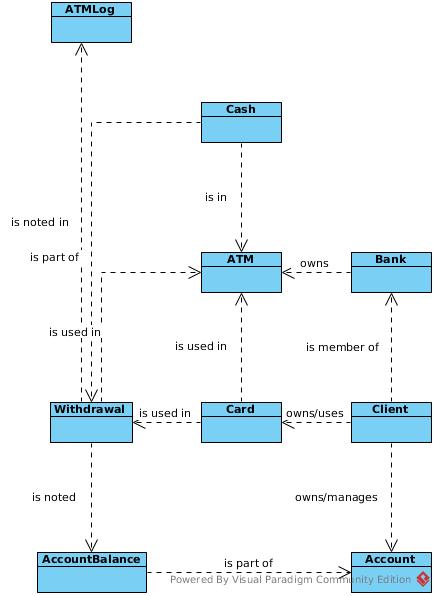 ATMLog
Cash
is in
is noted in
is part of
ATM
owns
Bank
is used in
is used in
is member of
Withdrawal
is used in
Card
owns/uses
Client
is noted
owns/manages
AccountBalance
is part of
Account
Powered By Visual Paradigm Community Edition